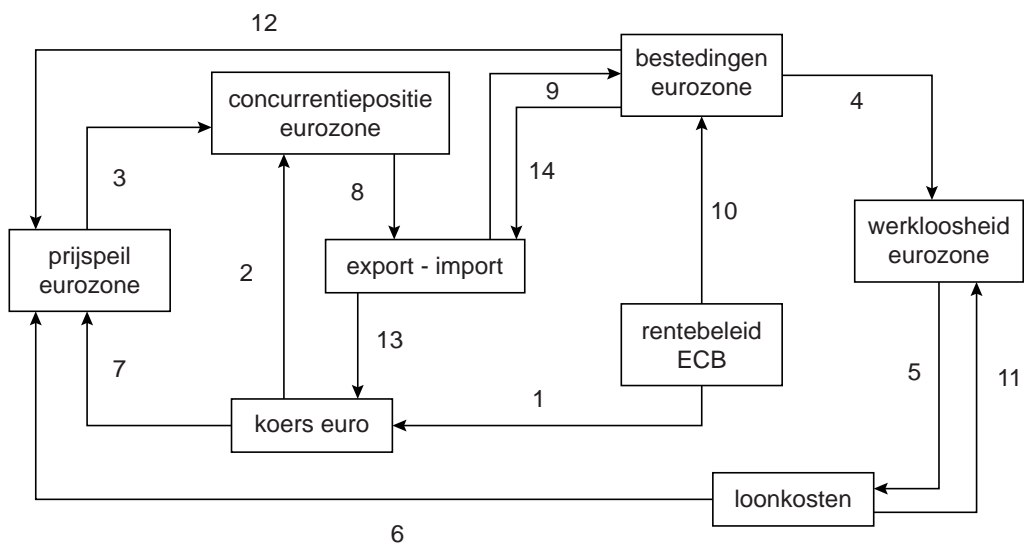 12
bestedingen
eurozone
9
4
concurrentiepositie
eurozone
3
8
14
10
prijspeil
eurozone
2
export - import
werkloosheid
eurozone
13
rentebeleid
ECB
7
5
11
1
koers euro
loonkosten
6